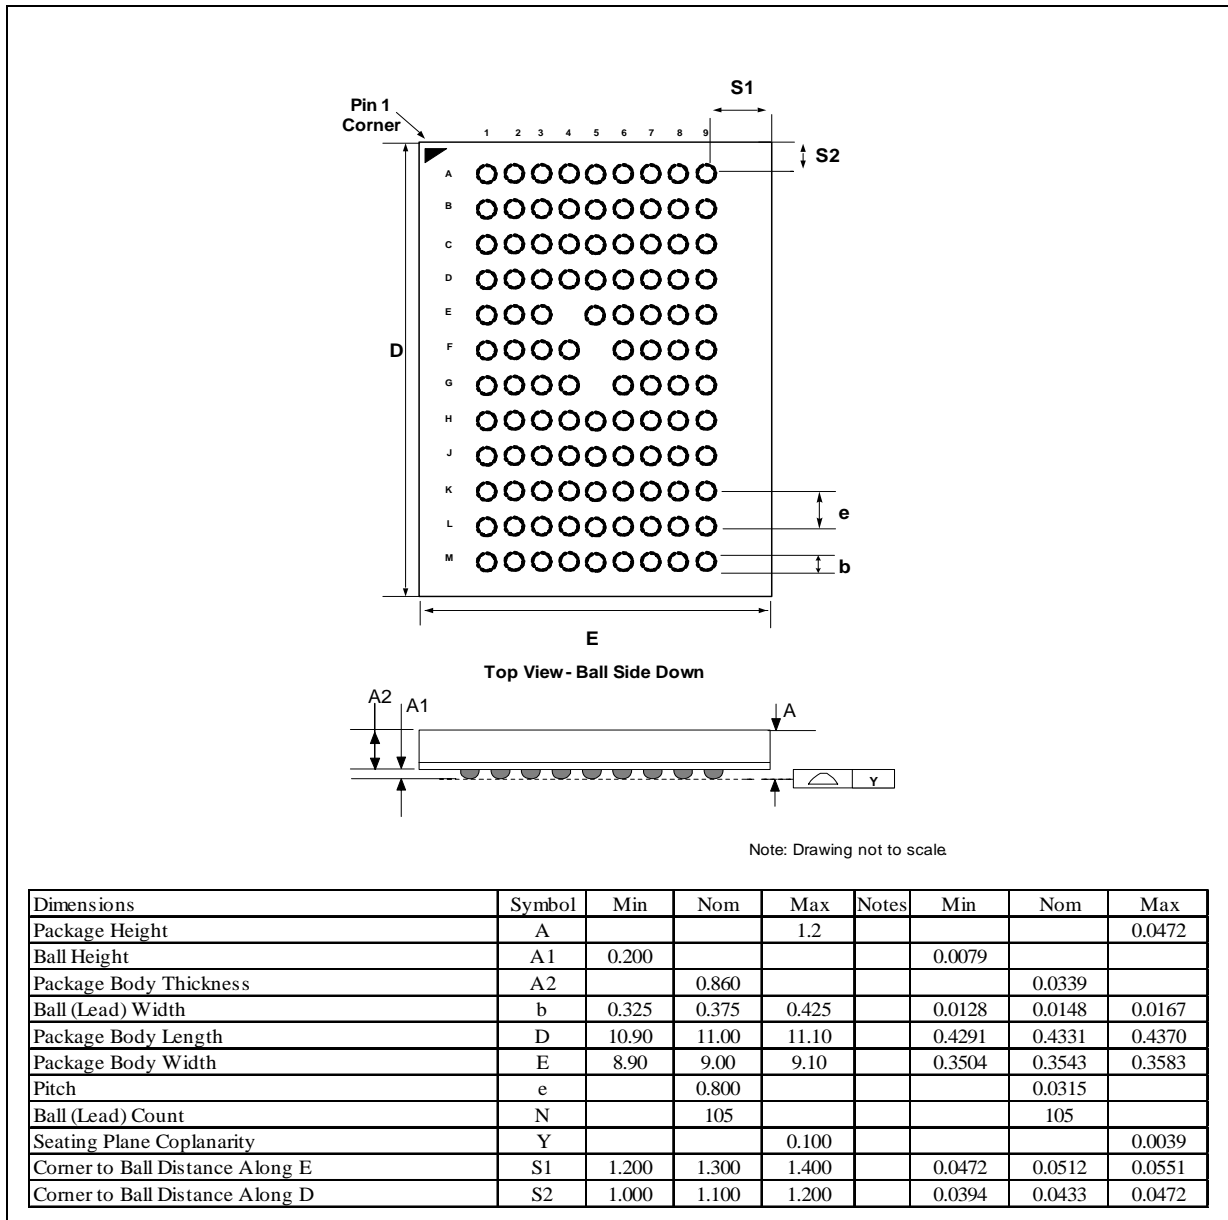 S1
Pin 1
Corner
1 2 3 4 5 6 7 8 9
S2
A
B
C
D
E
D
F
G
H
J
K
e
L
M
b
E
Top View - Ball Side Down
A2
A1
A
Y
Note: Drawing not to scale.
Dimensions Symbol Min Nom Max Notes Min Nom Max
Package Height A 1.2 0.0472
Ball Height A1 0.200 0.0079
Package Body Thickness A2 0.860 0.0339
Ball (Lead) Width b 0.325 0.375 0.425 0.0128 0.0148 0.0167
Package Body Length D 10.90 11.00 11.10 0.4291 0.4331 0.4370
Package Body Width E 8.90 9.00 9.10 0.3504 0.3543 0.3583
Pitch e 0.800 0.0315
Ball (Lead) Count N 105 105
Seating Plane Coplanarity Y 0.100 0.0039
Corner to Ball Distance Along E S1 1.200 1.300 1.400 0.0472 0.0512 0.0551
Corner to Ball Distance Along D S2 1.000 1.100 1.200 0.0394 0.0433 0.0472